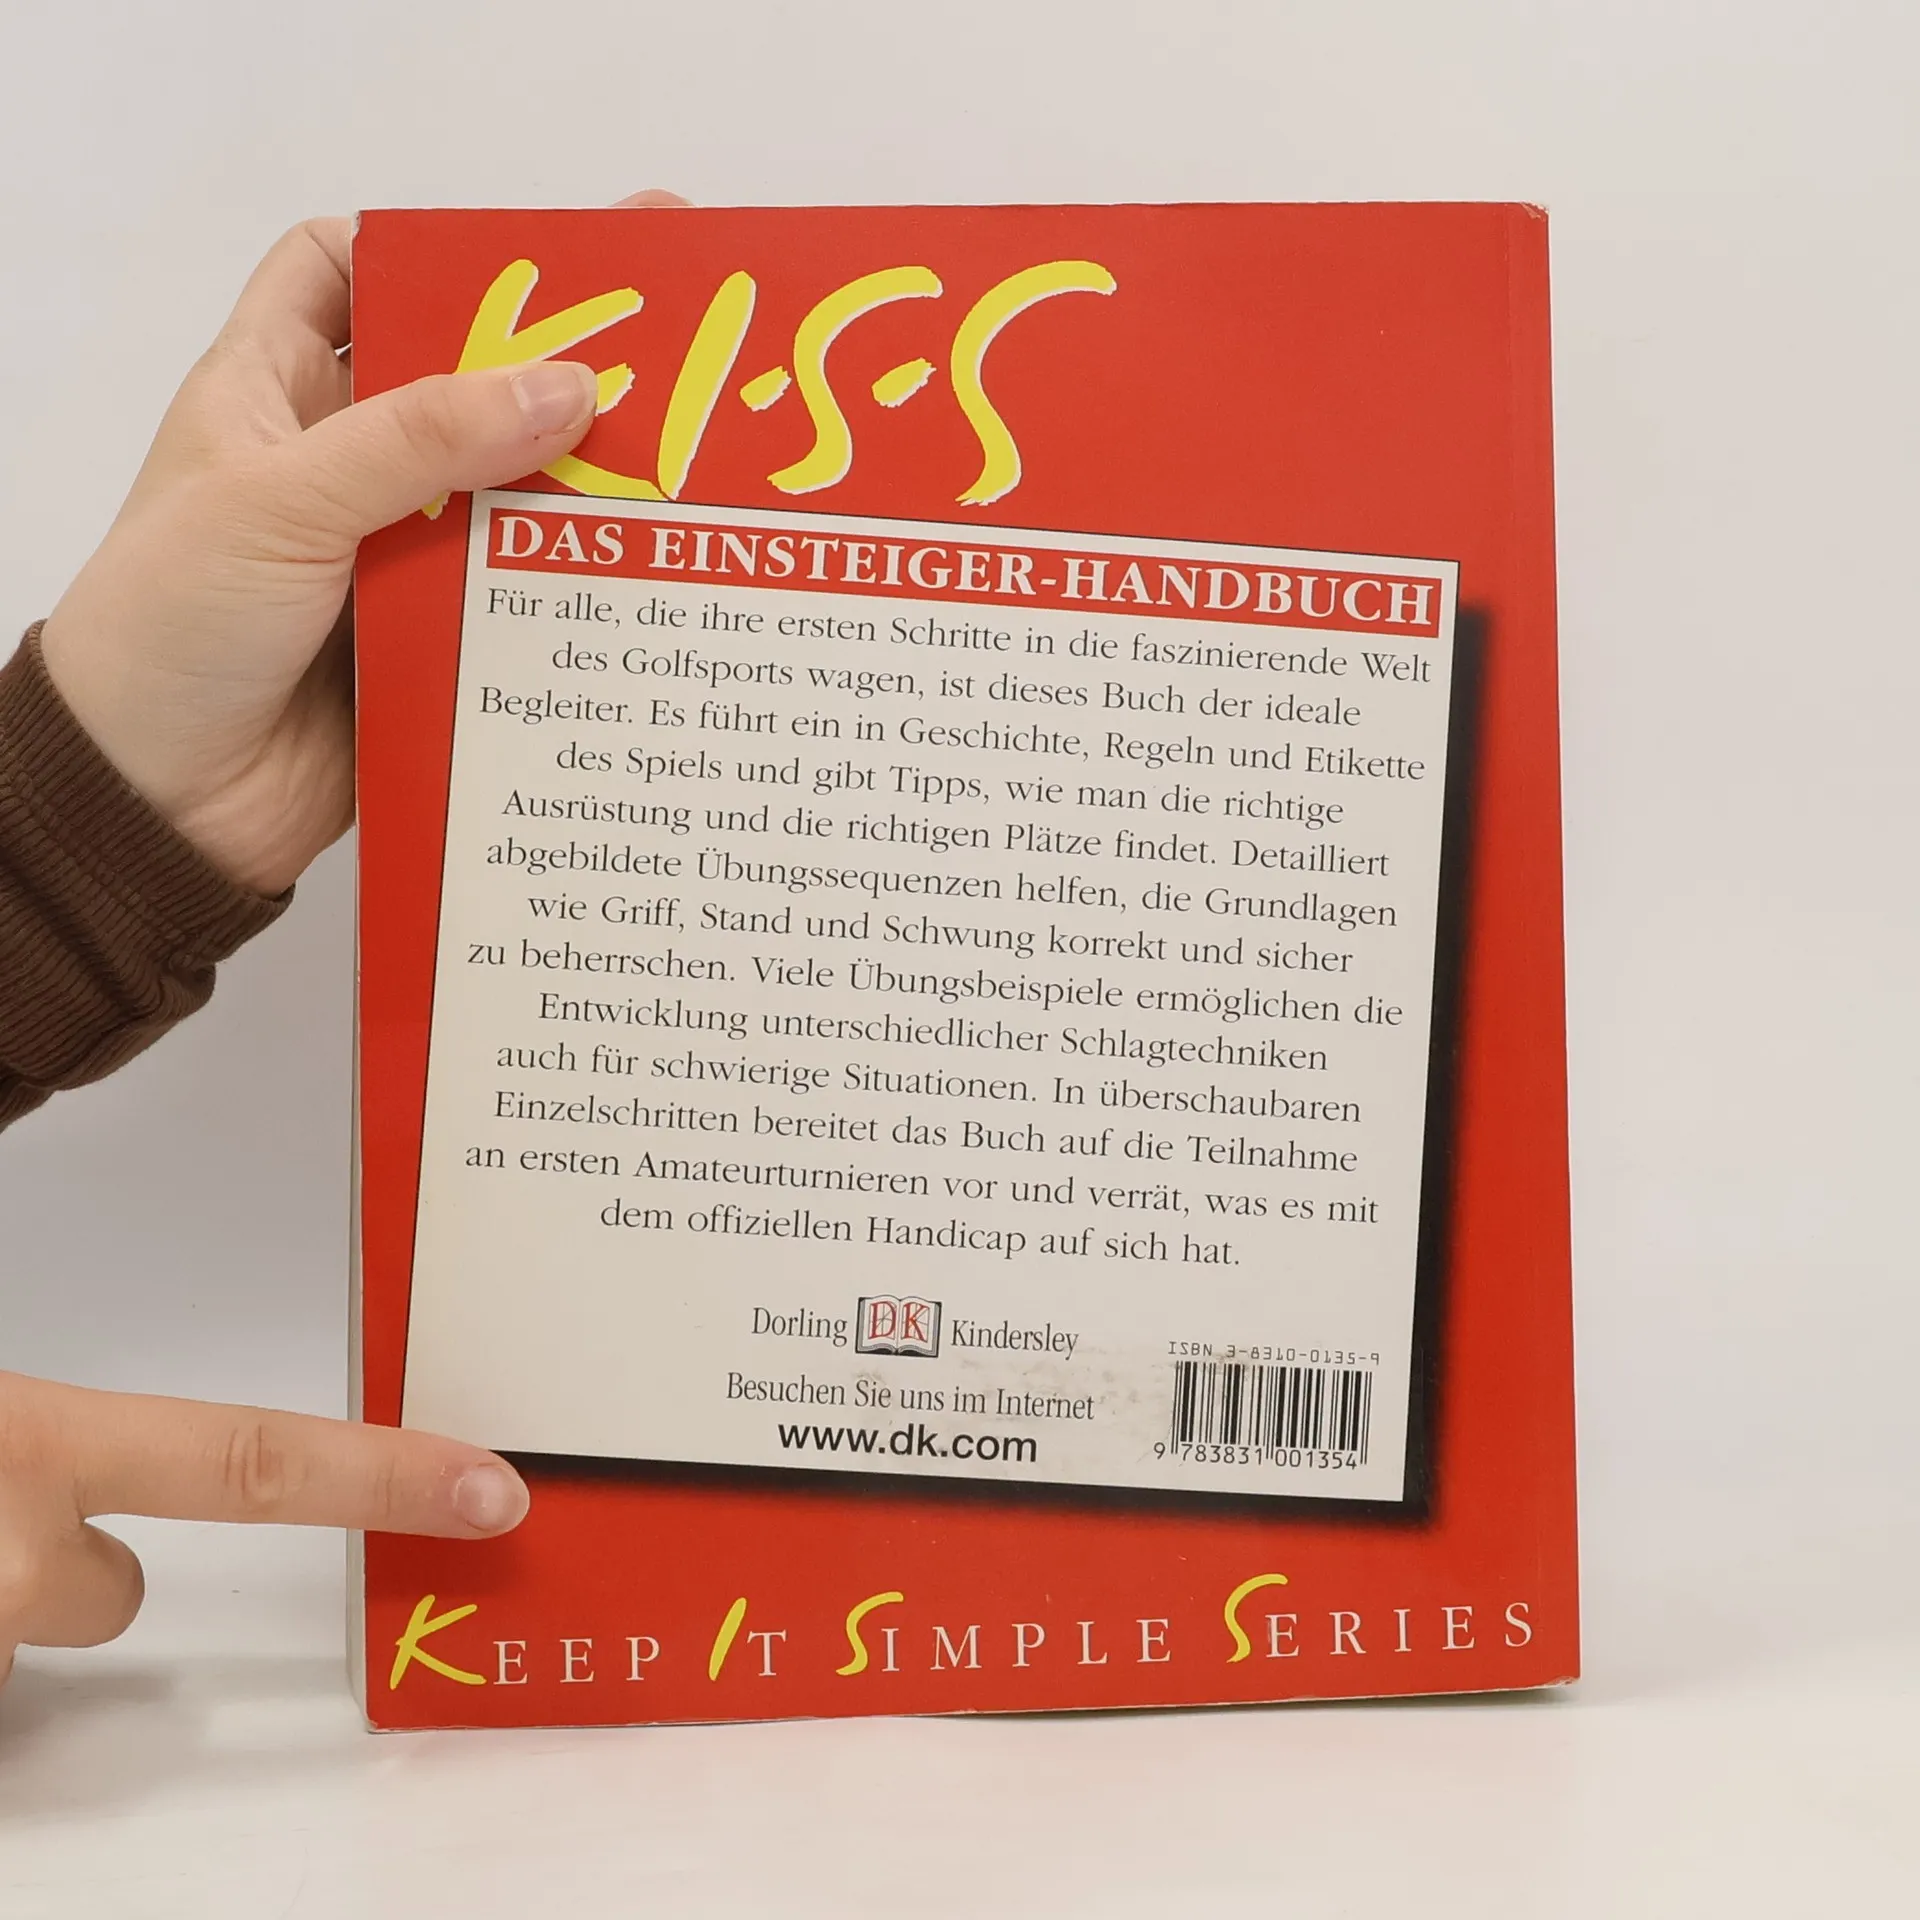 K·I·S·S
DAS EINSTEIGER-HANDBUCH
Für alle, die ihre ersten Schritte in die faszinierende Welt
des Golfsports wagen, ist dieses Buch der ideale
Begleiter. Es führt ein in Geschichte, Regeln und Etikette
des Spiels und gibt Tipps, wie man die richtige
Ausrüstung und die richtigen Plätze findet. Detailliert
abgebildete Übungssequenzen helfen, die Grundlagen
wie Griff, Stand und Schwung korrekt und sicher
zu beherrschen. Viele Übungsbeispiele ermöglichen die
Entwicklung unterschiedlicher Schlagtechniken
auch für schwierige Situationen. In überschaubaren
Einzelschritten bereitet das Buch auf die Teilnahme
an ersten Amateurturnieren vor und verrät, was es mit
dem offiziellen Handicap auf sich hat.
Dorling DK Kindersley
Besuchen Sie uns im Internet
www.dk.com
ISBN 3-8310-0135-9
9 783831 001354
KEEP IT SIMPLE SERIES